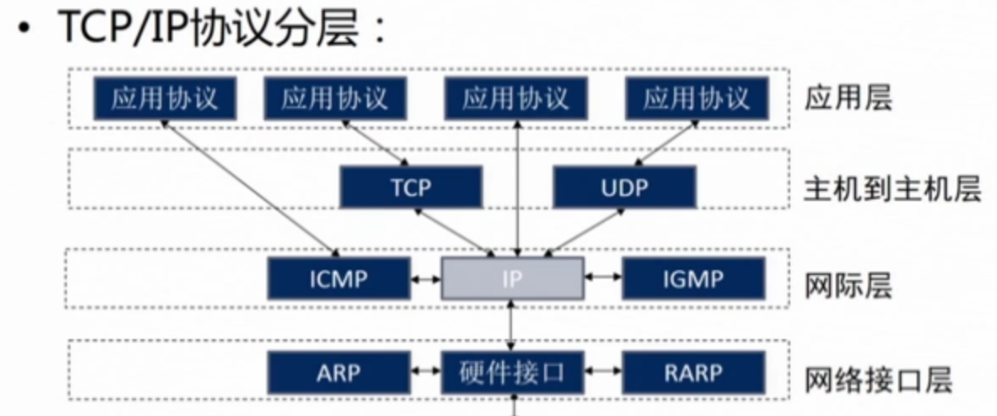 • TCP/IP协议分层：
应用协议 应用协议 应用协议 应用协议 应用层
TCP UDP 主机到主机层
ICMP IP IGMP 网际层
ARP 硬件接口 RARP 网络接口层